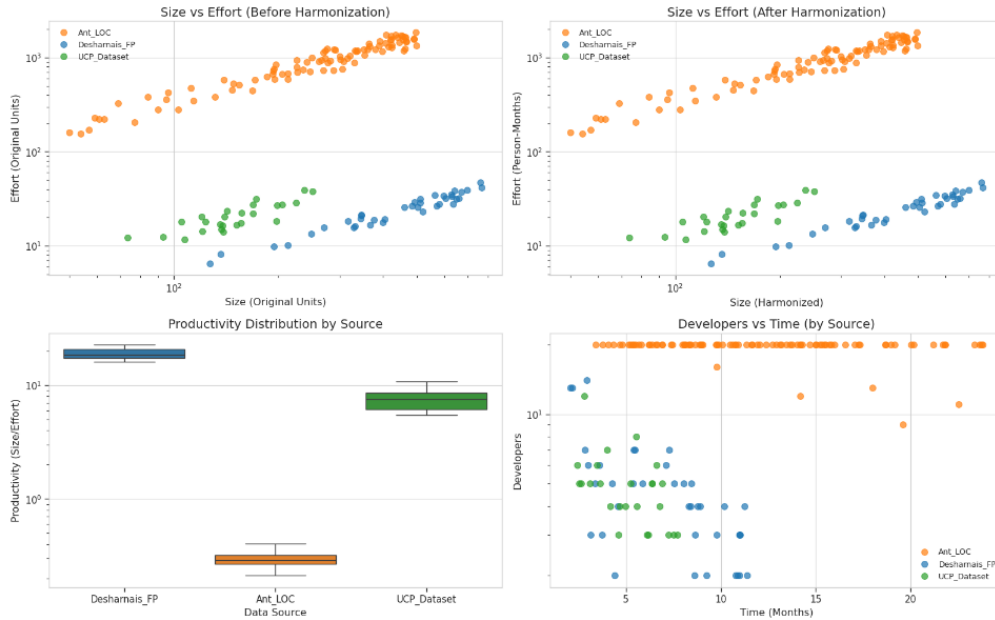 Size vs Effort (Before Harmonization)
Ant_LOC
Desharnais_FP
UCP_Dataset
Effort (Original Units)
10³
10²
10¹
10²
Size (Original Units)
Size vs Effort (After Harmonization)
Ant_LOC
Desharnais_FP
UCP_Dataset
Effort (Person-Months)
10³
10²
10¹
10²
Size (Harmonized)
Productivity Distribution by Source
Productivity (Size/Effort)
10¹
10⁰
Desharnais_FP Ant_LOC UCP_Dataset
Data Source
Developers vs Time (by Source)
Developers
10¹
Ant_LOC
Desharnais_FP
UCP_Dataset
5 10 15 20
Time (Months)